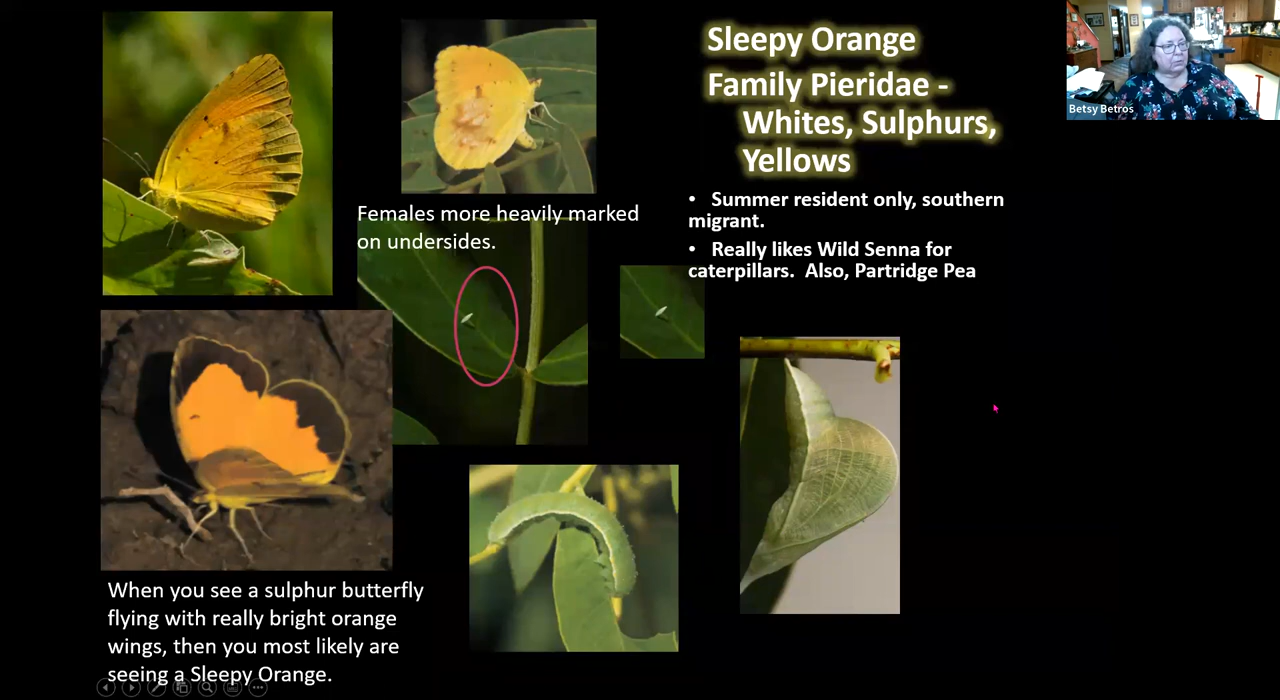 Sleepy Orange
Family Pieridae -
Whites, Sulphurs,
Yellows
Betsy Betros
• Summer resident only, southern
migrant.
• Really likes Wild Senna for
caterpillars. Also, Partridge Pea
Females more heavily marked
on undersides.
When you see a sulphur butterfly
flying with really bright orange
wings, then you most likely are
seeing a Sleepy Orange.